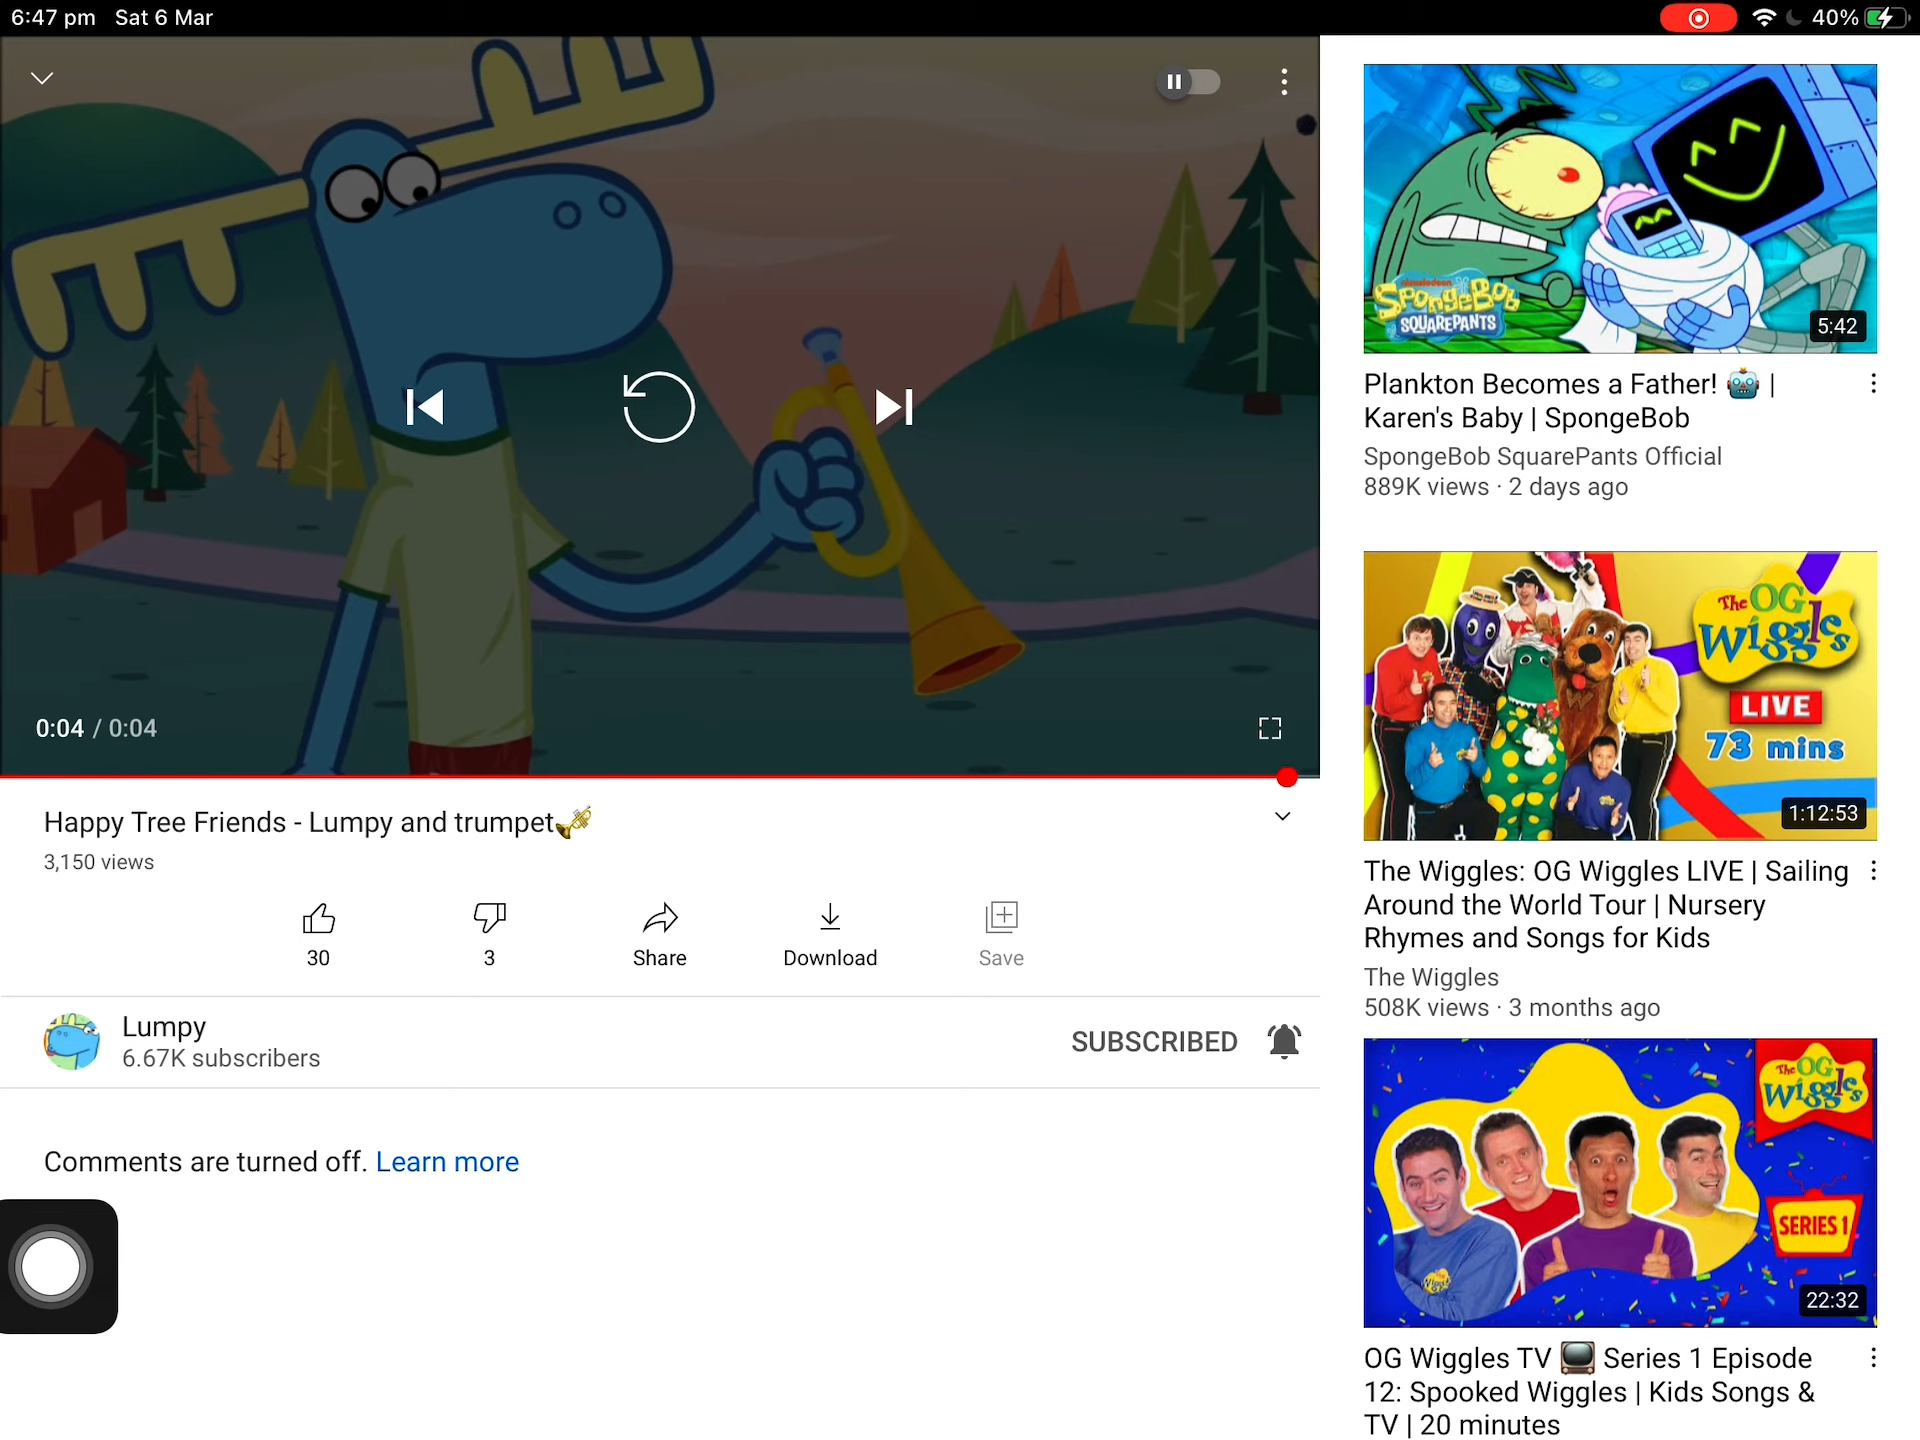 6:47 pm Sat 6 Mar
40%
0:04 / 0:04
Happy Tree Friends - Lumpy and trumpet🎺
3,150 views
30
3
Share
Download
Save
Lumpy
6.67K subscribers
SUBSCRIBED
Comments are turned off. Learn more
nickelodeon
SPONGEBOB
SQUAREPANTS
5:42
Plankton Becomes a Father! 🤖 |
Karen's Baby | SpongeBob
SpongeBob SquarePants Official
889K views · 2 days ago
The OG
Wiggles
LIVE
73 mins
1:12:53
The Wiggles: OG Wiggles LIVE | Sailing
Around the World Tour | Nursery
Rhymes and Songs for Kids
The Wiggles
508K views · 3 months ago
The OG
Wiggles
SERIES 1
22:32
OG Wiggles TV 📺 Series 1 Episode
12: Spooked Wiggles | Kids Songs &
TV | 20 minutes